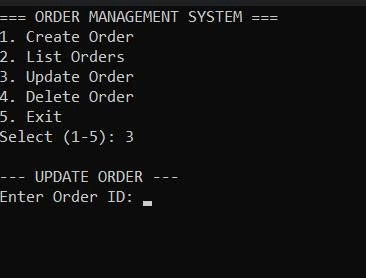 === ORDER MANAGEMENT SYSTEM ===
1. Create Order
2. List Orders
3. Update Order
4. Delete Order
5. Exit
Select (1-5): 3
--- UPDATE ORDER ---
Enter Order ID: